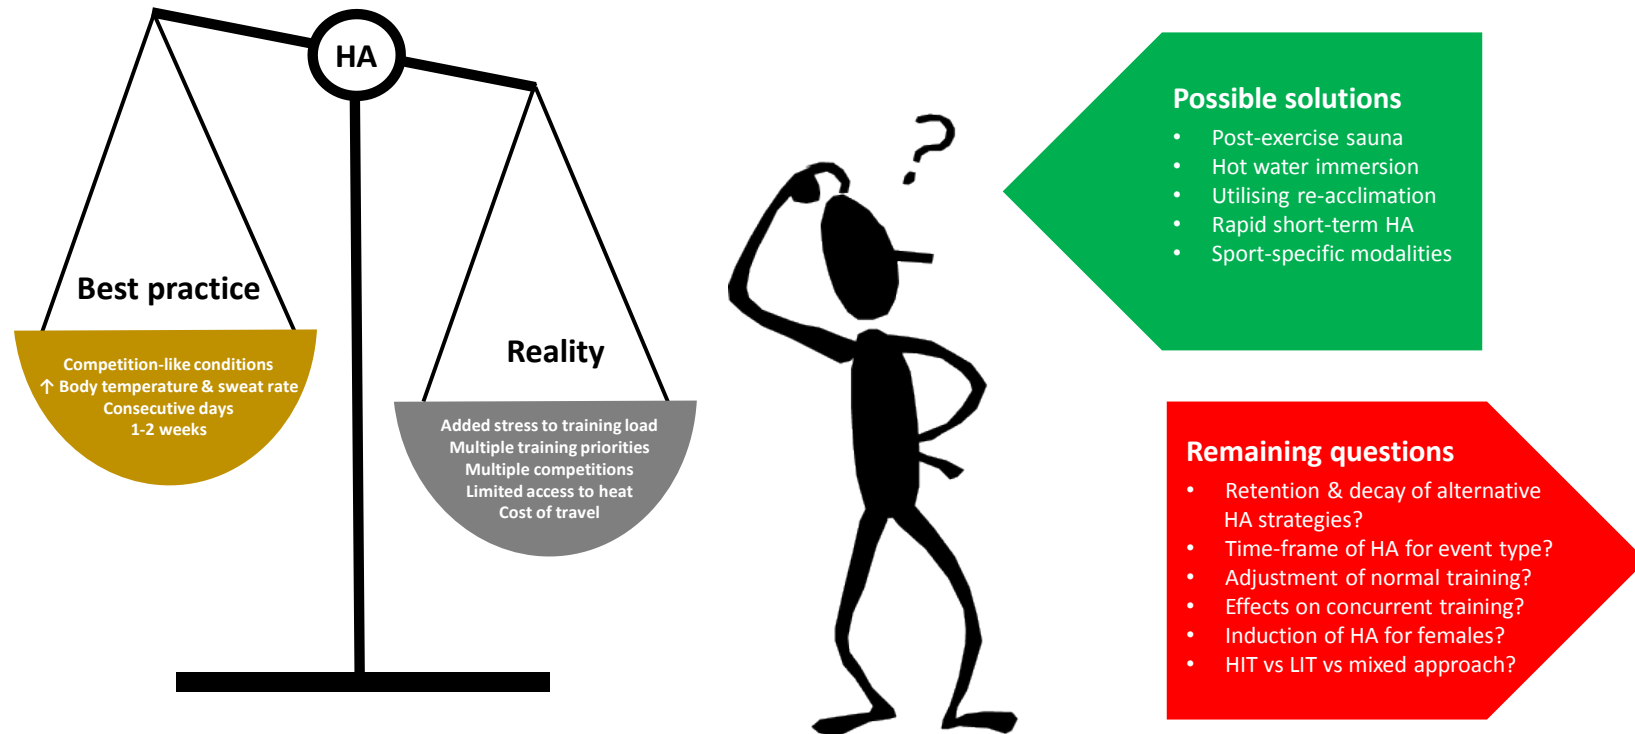 HA
Best practice
Competition-like conditions
↑ Body temperature & sweat rate
Consecutive days
1-2 weeks
Reality
Added stress to training load
Multiple training priorities
Multiple competitions
Limited access to heat
Cost of travel
?
Possible solutions
• Post-exercise sauna
• Hot water immersion
• Utilising re-acclimation
• Rapid short-term HA
• Sport-specific modalities
Remaining questions
• Retention & decay of alternative
HA strategies?
• Time-frame of HA for event type?
• Adjustment of normal training?
• Effects on concurrent training?
• Induction of HA for females?
• HIT vs LIT vs mixed approach?